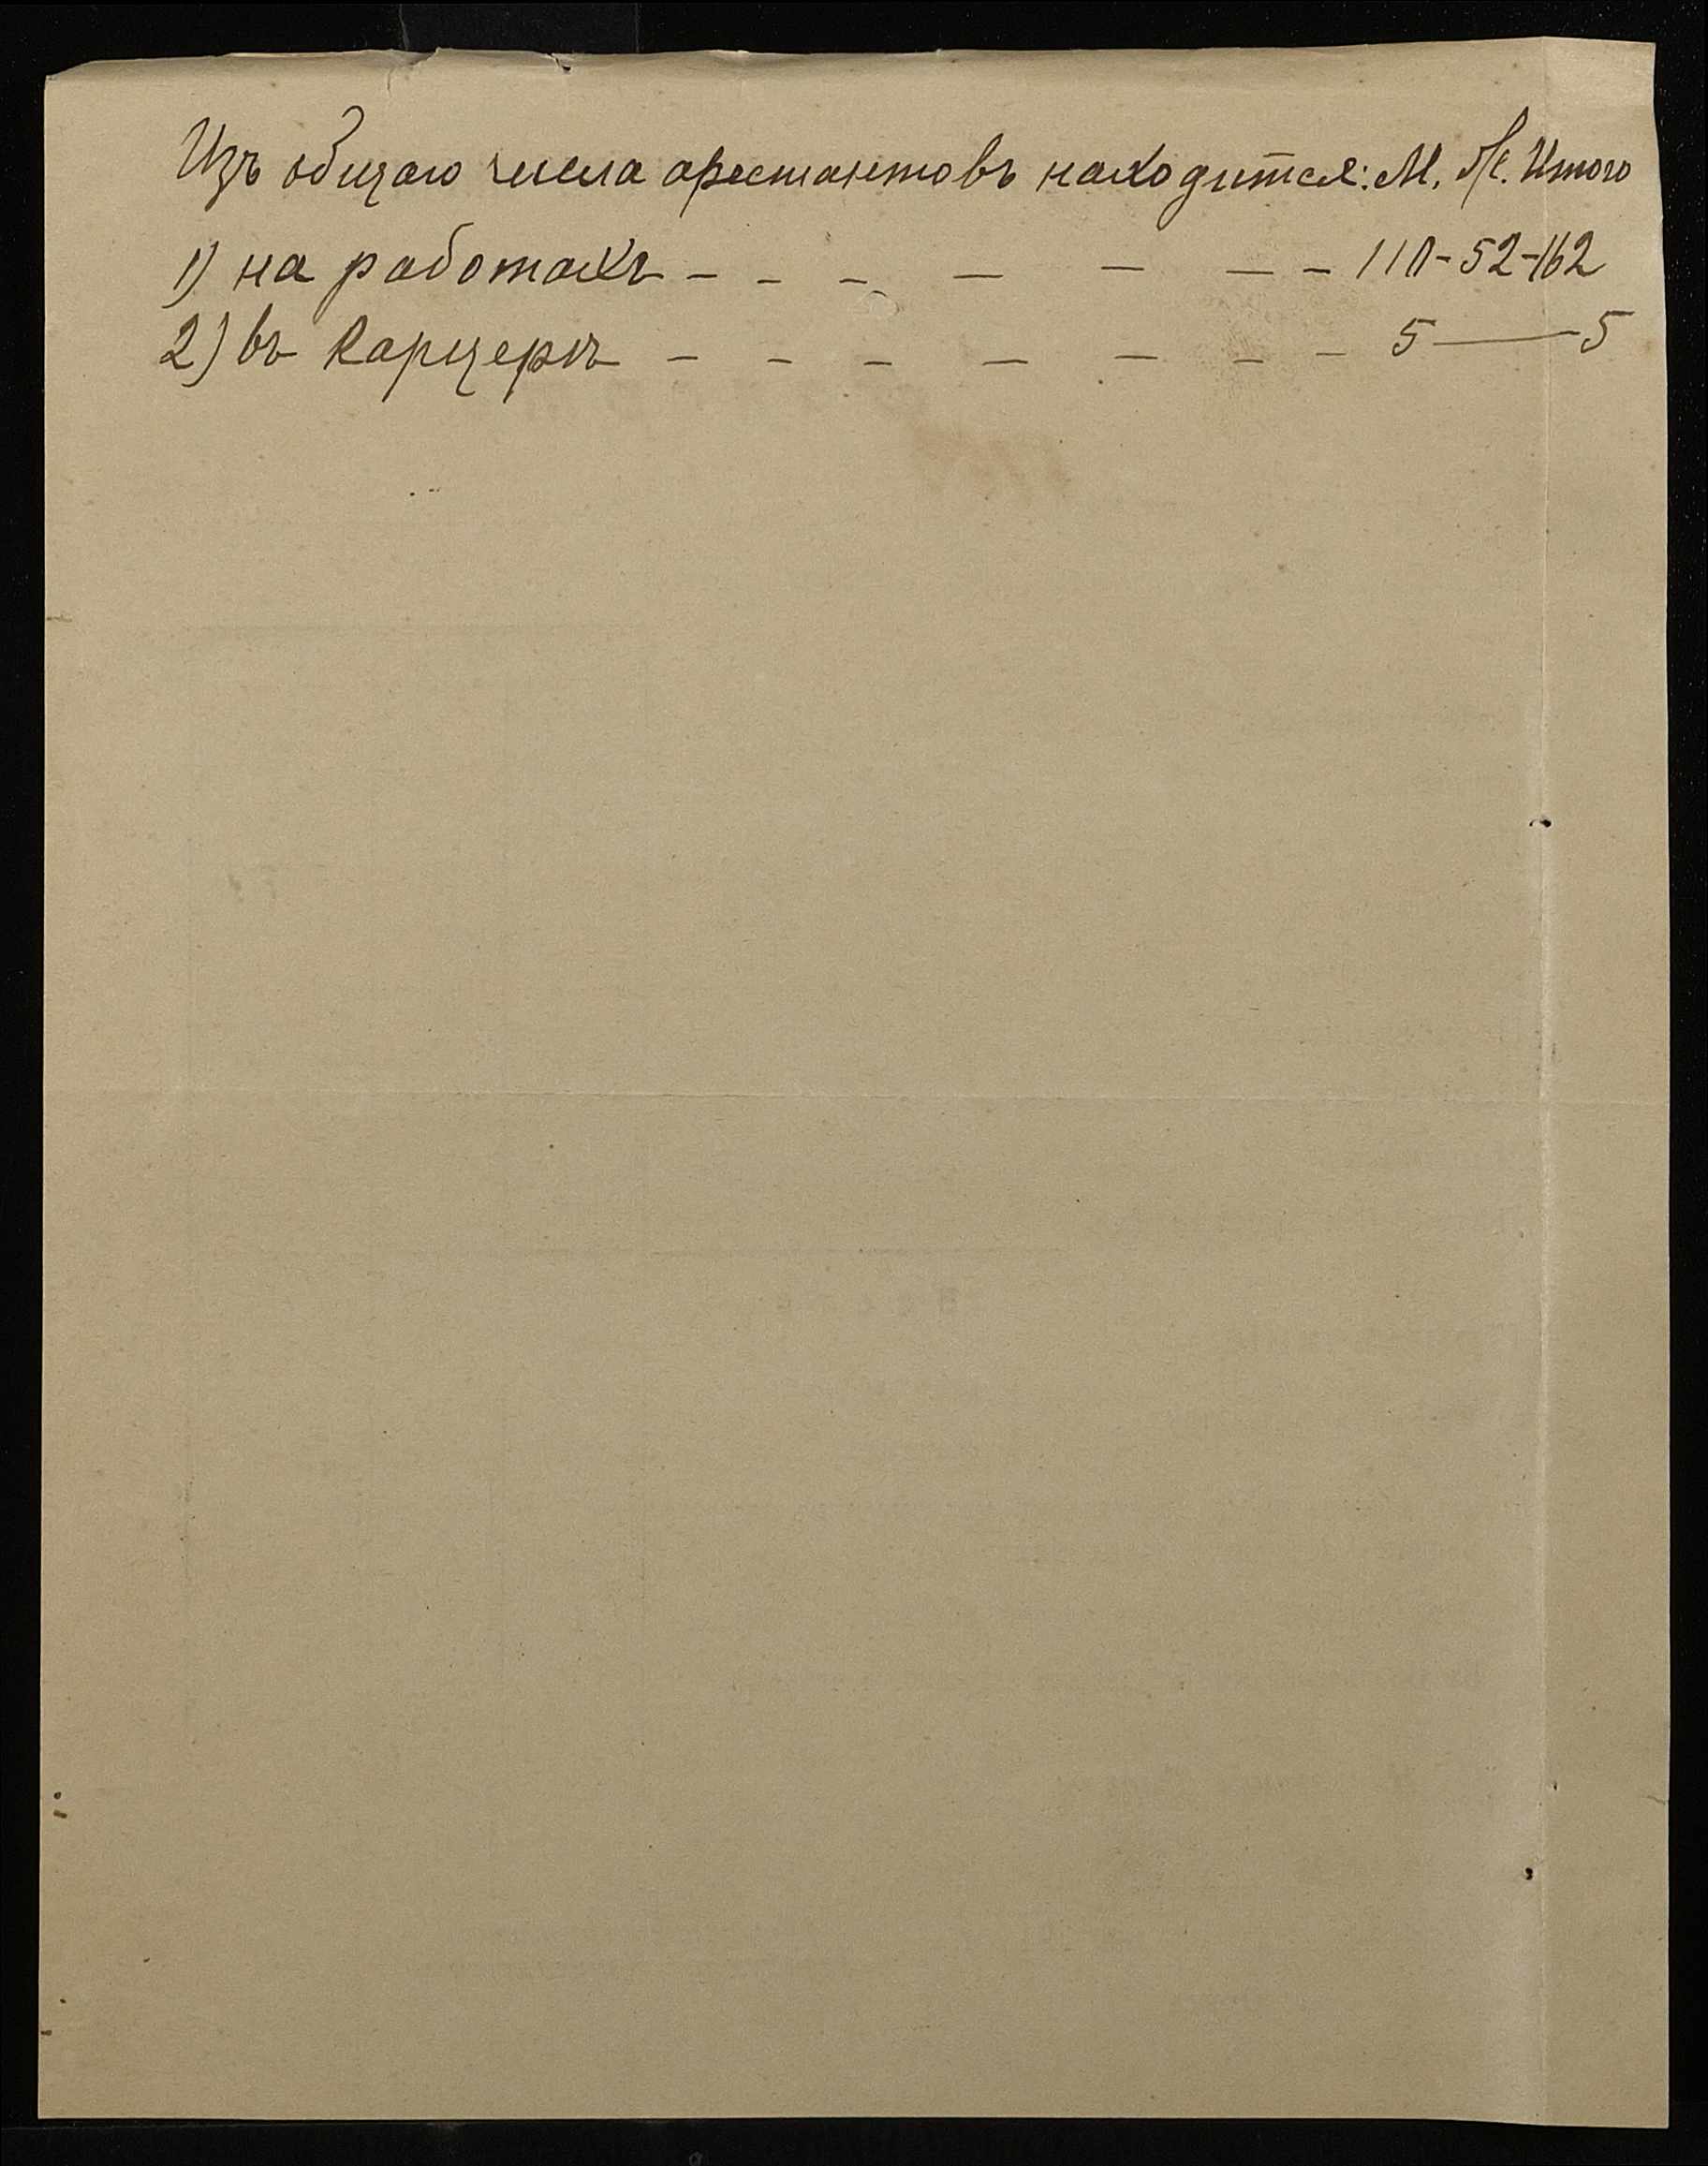 Изъ общаго числа арестантовъ находится: М. Ж. Итого
1) на работахъ - - - - - - - 110-52-162
2) въ карцерѣ - - - - - - - 5 — 5